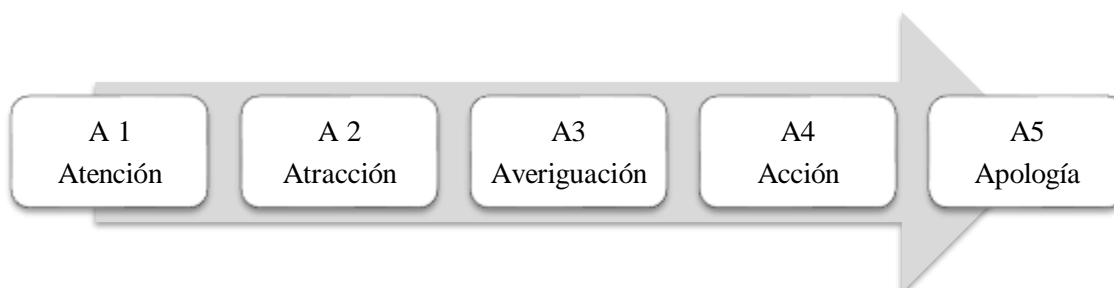 A 1
Atención
A 2
Atracción
A3
Averiguación
A4
Acción
A5
Apología